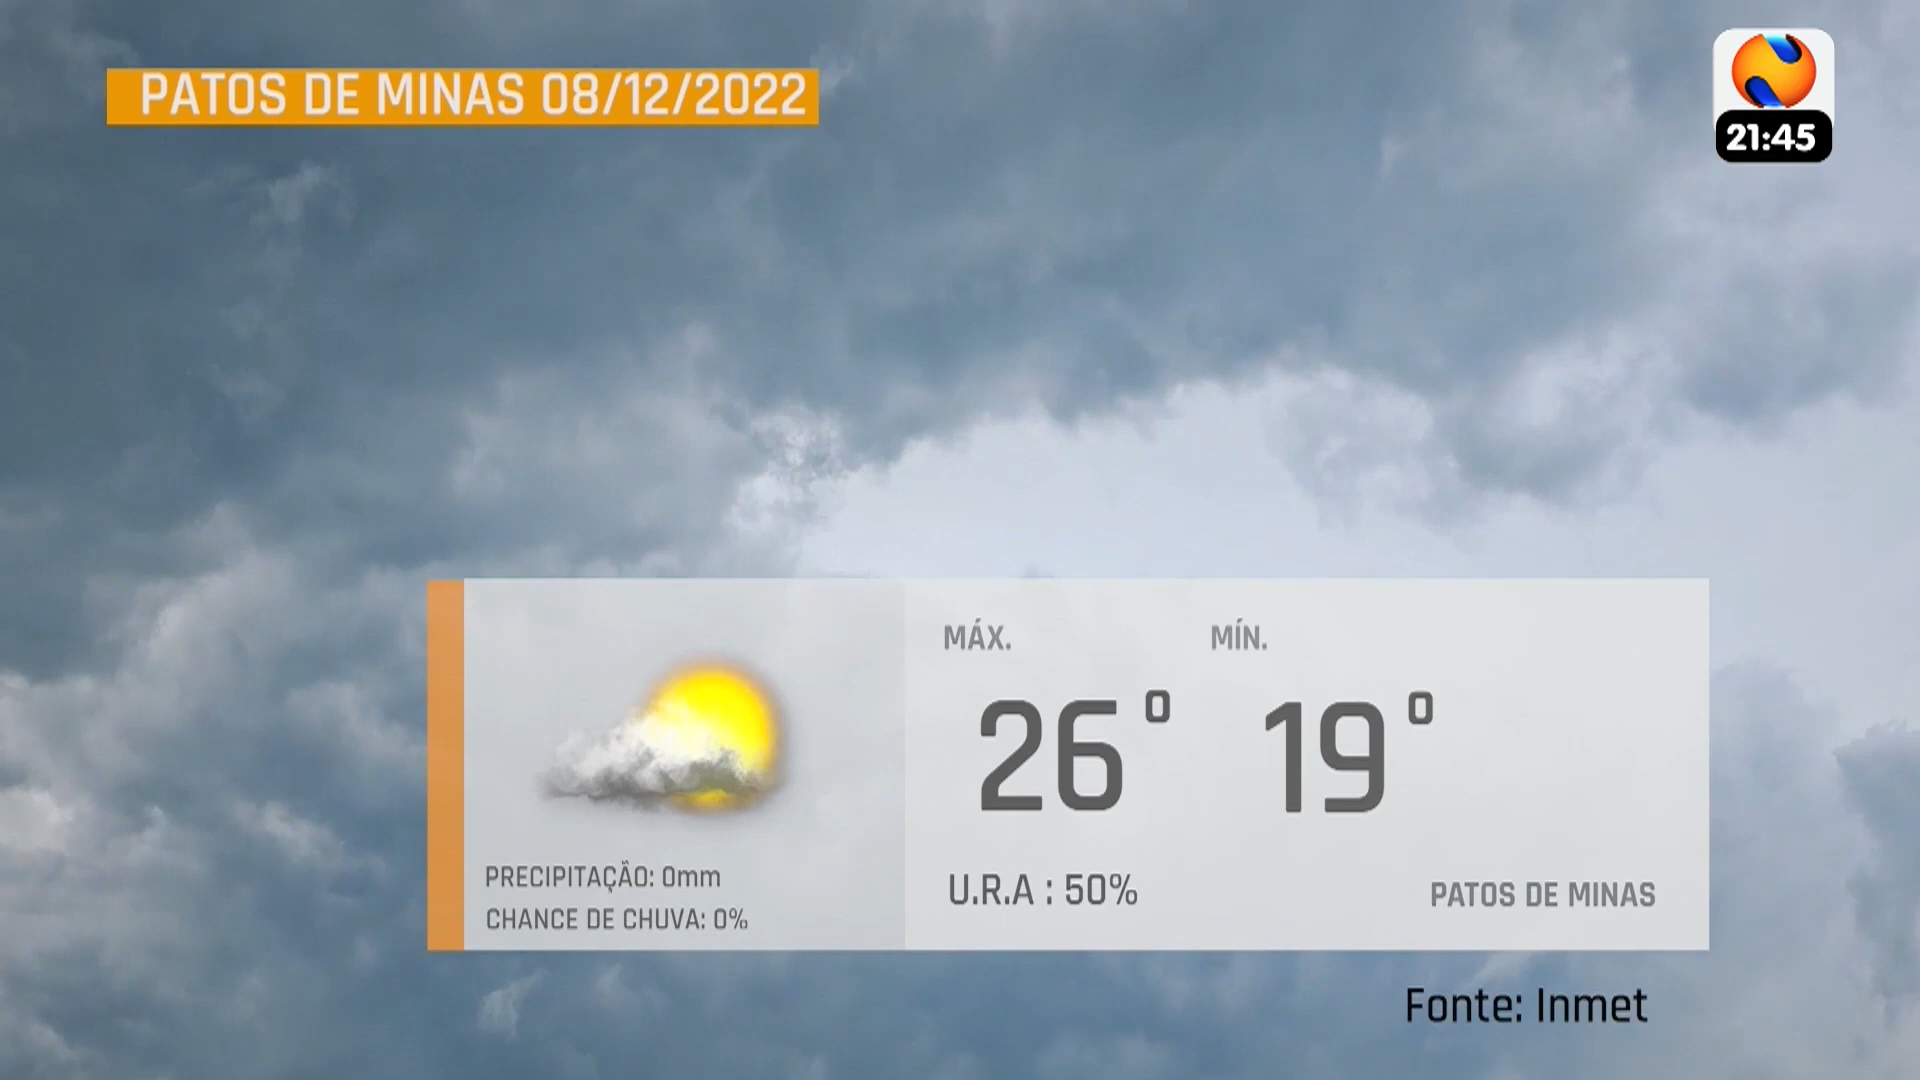 PATOS DE MINAS 08/12/2022
21:45
MÁX. MÍN.
26° 19°
PRECIPITAÇÃO: 0mm
CHANCE DE CHUVA: 0%
U.R.A : 50%
PATOS DE MINAS
Fonte: Inmet